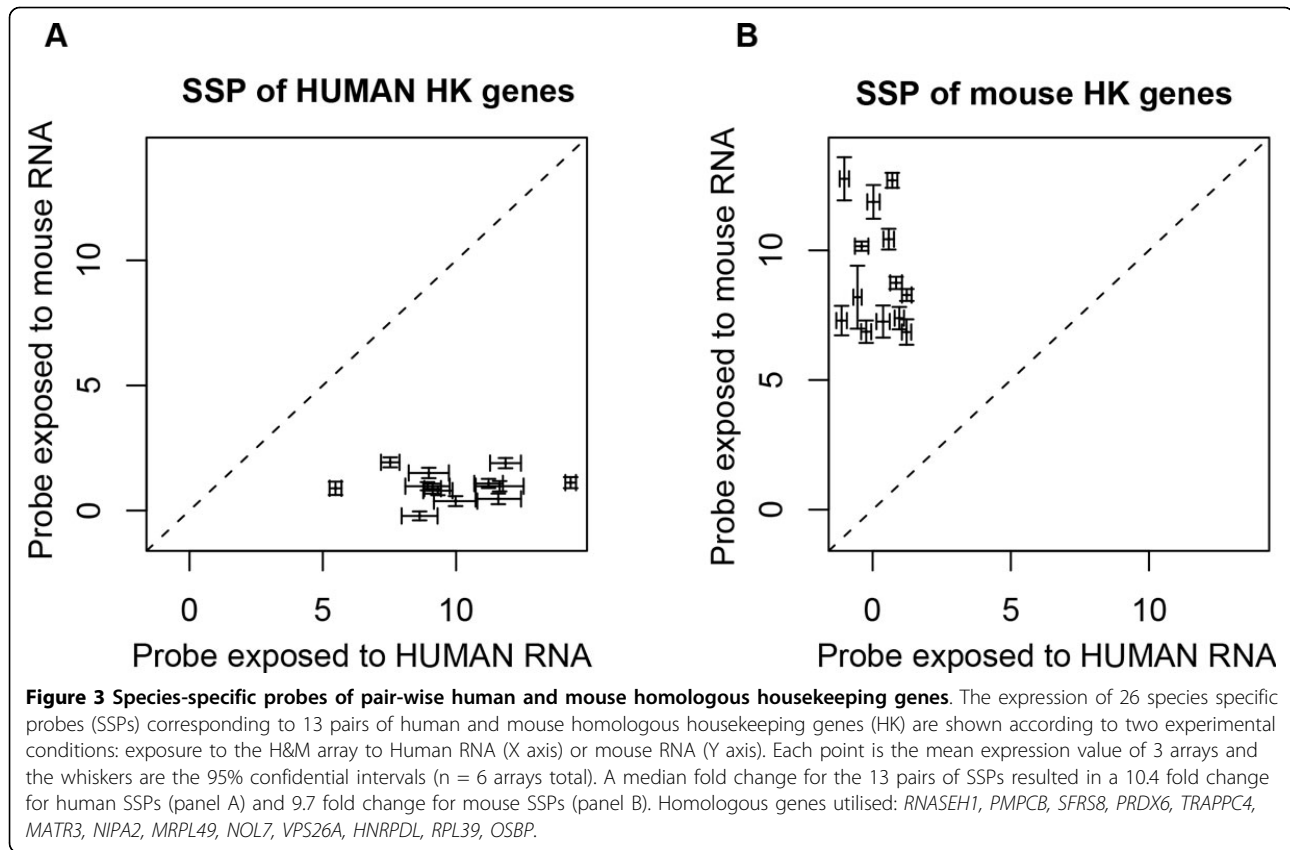 A
SSP of HUMAN HK genes
Probe exposed to mouse RNA
10
5
0
0 5 10
Probe exposed to HUMAN RNA
B
SSP of mouse HK genes
Probe exposed to mouse RNA
10
5
0
0 5 10
Probe exposed to HUMAN RNA
Figure 3 Species-specific probes of pair-wise human and mouse homologous housekeeping genes. The expression of 26 species specific
probes (SSPs) corresponding to 13 pairs of human and mouse homologous housekeeping genes (HK) are shown according to two experimental
conditions: exposure to the H&M array to Human RNA (X axis) or mouse RNA (Y axis). Each point is the mean expression value of 3 arrays and
the whiskers are the 95% confidential intervals (n = 6 arrays total). A median fold change for the 13 pairs of SSPs resulted in a 10.4 fold change
for human SSPs (panel A) and 9.7 fold change for mouse SSPs (panel B). Homologous genes utilised: RNASEH1, PMPCB, SFRS8, PRDX6, TRAPPC4,
MATR3, NIPA2, MRPL49, NOL7, VPS26A, HNRPDL, RPL39, OSBP.